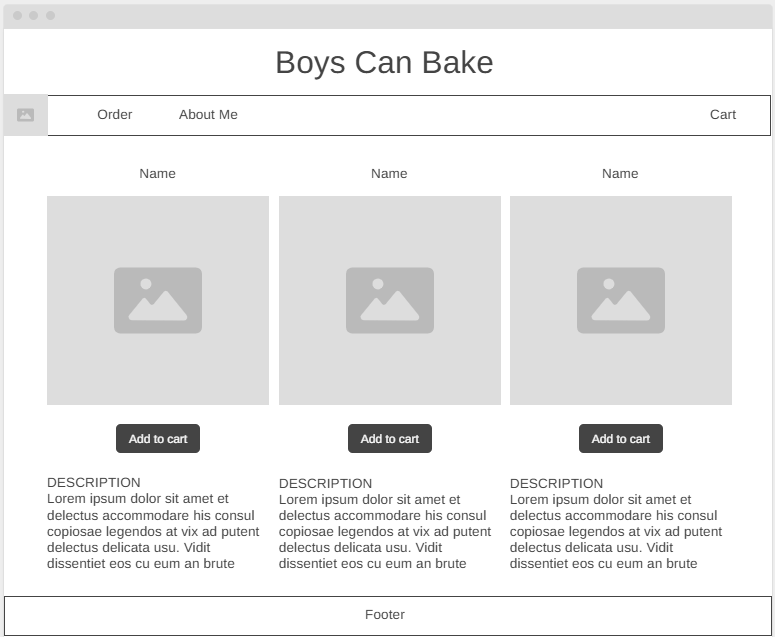 Boys Can Bake
Order About Me Cart
Name Name Name
Add to cart Add to cart Add to cart
DESCRIPTION
Lorem ipsum dolor sit amet et
delectus accommodare his consul
copiosae legendos at vix ad putent
delectus delicata usu. Vidit
dissentiet eos cu eum an brute
DESCRIPTION
Lorem ipsum dolor sit amet et
delectus accommodare his consul
copiosae legendos at vix ad putent
delectus delicata usu. Vidit
dissentiet eos cu eum an brute
DESCRIPTION
Lorem ipsum dolor sit amet et
delectus accommodare his consul
copiosae legendos at vix ad putent
delectus delicata usu. Vidit
dissentiet eos cu eum an brute
Footer